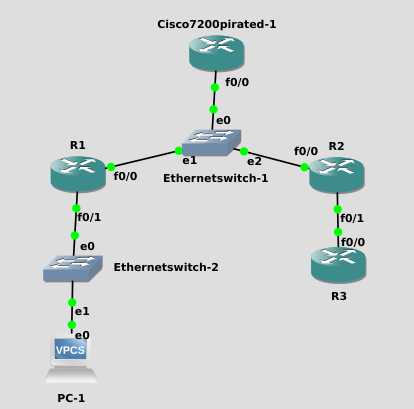 Cisco7200pirated-1
f0/0
e0
R1
R2
f0/0
e1
e2
f0/0
Ethernetswitch-1
f0/1
f0/1
e0
f0/0
Ethernetswitch-2
R3
e1
e0
VPCS
PC-1